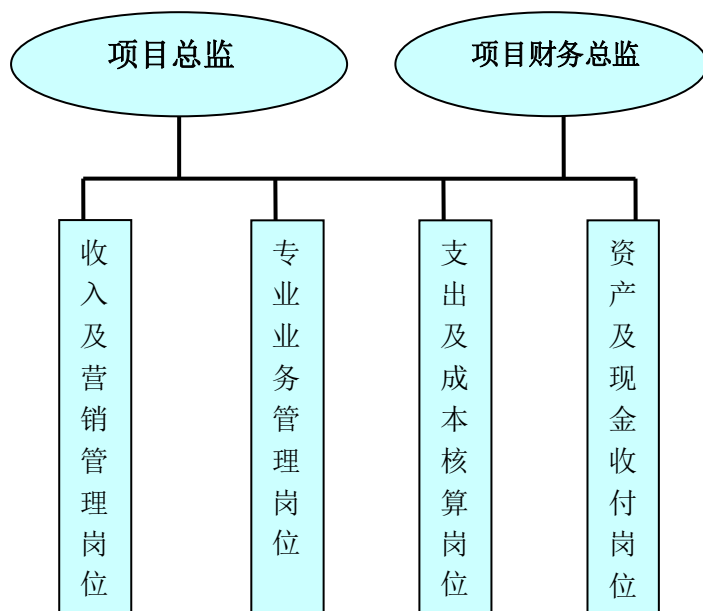 项目总监
项目财务总监
收入及营销管理岗位
专业业务管理岗位
支出及成本核算岗位
资产及现金收付岗位